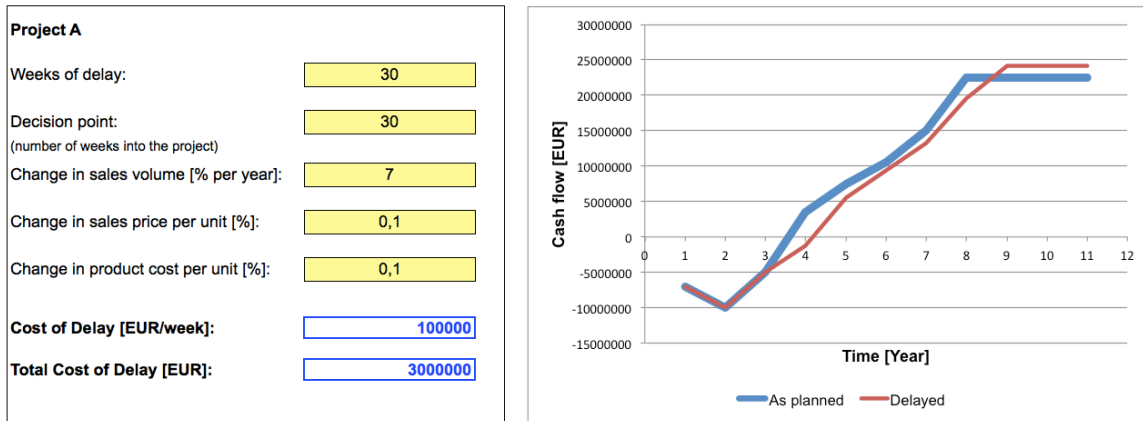 Project A
Weeks of delay:
30
Decision point:
30
(number of weeks into the project)
Change in sales volume [% per year]:
7
Change in sales price per unit [%]:
0,1
Change in product cost per unit [%]:
0,1
Cost of Delay [EUR/week]:
100000
Total Cost of Delay [EUR]:
3000000
30000000
25000000
20000000
15000000
10000000
5000000
0
-5000000
-10000000
-15000000
Cash flow [EUR]
0 1 2 3 4 5 6 7 8 9 10 11 12
Time [Year]
As planned Delayed